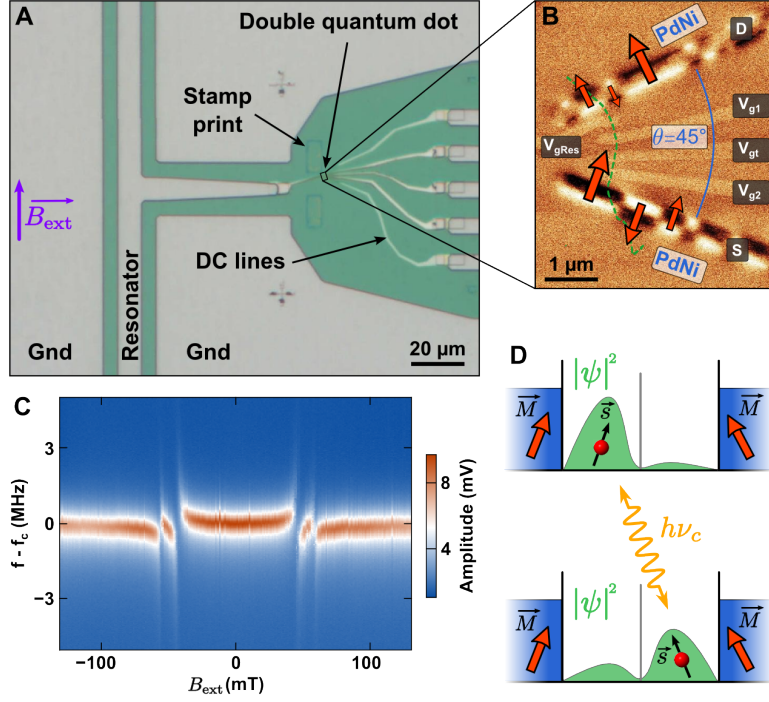 A
Double quantum dot
Stamp
print
B_ext
DC lines
Resonator
Gnd
Gnd
20 µm
B
PdNi
D
V_g1
V_gRes
θ=45°
V_gt
V_g2
S
PdNi
1 µm
C
f - f_c (MHz)
3
0
−3
−100
0
100
B_ext (mT)
8
4
Amplitude (mV)
D
|ψ|²
M
s
M
hν_c
|ψ|²
M
s
M